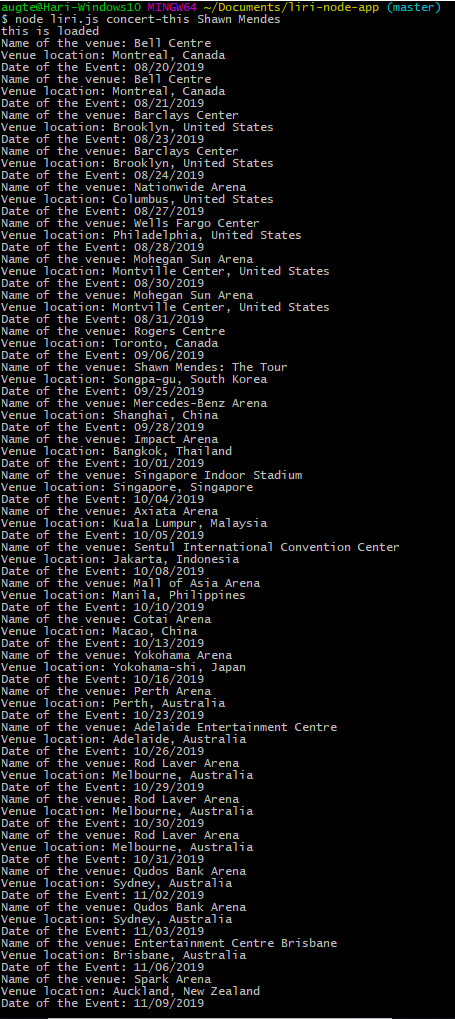 augte@Hari-Windows10 MINGW64 ~/Documents/liri-node-app (master)
$ node liri.js concert-this Shawn Mendes
this is loaded
Name of the venue: Bell Centre
Venue location: Montreal, Canada
Date of the Event: 08/20/2019
Name of the venue: Bell Centre
Venue location: Montreal, Canada
Date of the Event: 08/21/2019
Name of the venue: Barclays Center
Venue location: Brooklyn, United States
Date of the Event: 08/23/2019
Name of the venue: Barclays Center
Venue location: Brooklyn, United States
Date of the Event: 08/24/2019
Name of the venue: Nationwide Arena
Venue location: Columbus, United States
Date of the Event: 08/27/2019
Name of the venue: Wells Fargo Center
Venue location: Philadelphia, United States
Date of the Event: 08/28/2019
Name of the venue: Mohegan Sun Arena
Venue location: Montville Center, United States
Date of the Event: 08/30/2019
Name of the venue: Mohegan Sun Arena
Venue location: Montville Center, United States
Date of the Event: 08/31/2019
Name of the venue: Rogers Centre
Venue location: Toronto, Canada
Date of the Event: 09/06/2019
Name of the venue: Shawn Mendes: The Tour
Venue location: Songpa-gu, South Korea
Date of the Event: 09/25/2019
Name of the venue: Mercedes-Benz Arena
Venue location: Shanghai, China
Date of the Event: 09/28/2019
Name of the venue: Impact Arena
Venue location: Bangkok, Thailand
Date of the Event: 10/01/2019
Name of the venue: Singapore Indoor Stadium
Venue location: Singapore, Singapore
Date of the Event: 10/04/2019
Name of the venue: Axiata Arena
Venue location: Kuala Lumpur, Malaysia
Date of the Event: 10/05/2019
Name of the venue: Sentul International Convention Center
Venue location: Jakarta, Indonesia
Date of the Event: 10/08/2019
Name of the venue: Mall of Asia Arena
Venue location: Manila, Philippines
Date of the Event: 10/10/2019
Name of the venue: Cotai Arena
Venue location: Macao, China
Date of the Event: 10/13/2019
Name of the venue: Yokohama Arena
Venue location: Yokohama-shi, Japan
Date of the Event: 10/16/2019
Name of the venue: Perth Arena
Venue location: Perth, Australia
Date of the Event: 10/23/2019
Name of the venue: Adelaide Entertainment Centre
Venue location: Adelaide, Australia
Date of the Event: 10/26/2019
Name of the venue: Rod Laver Arena
Venue location: Melbourne, Australia
Date of the Event: 10/29/2019
Name of the venue: Rod Laver Arena
Venue location: Melbourne, Australia
Date of the Event: 10/30/2019
Name of the venue: Rod Laver Arena
Venue location: Melbourne, Australia
Date of the Event: 10/31/2019
Name of the venue: Qudos Bank Arena
Venue location: Sydney, Australia
Date of the Event: 11/02/2019
Name of the venue: Qudos Bank Arena
Venue location: Sydney, Australia
Date of the Event: 11/03/2019
Name of the venue: Entertainment Centre Brisbane
Venue location: Brisbane, Australia
Date of the Event: 11/06/2019
Name of the venue: Spark Arena
Venue location: Auckland, New Zealand
Date of the Event: 11/09/2019